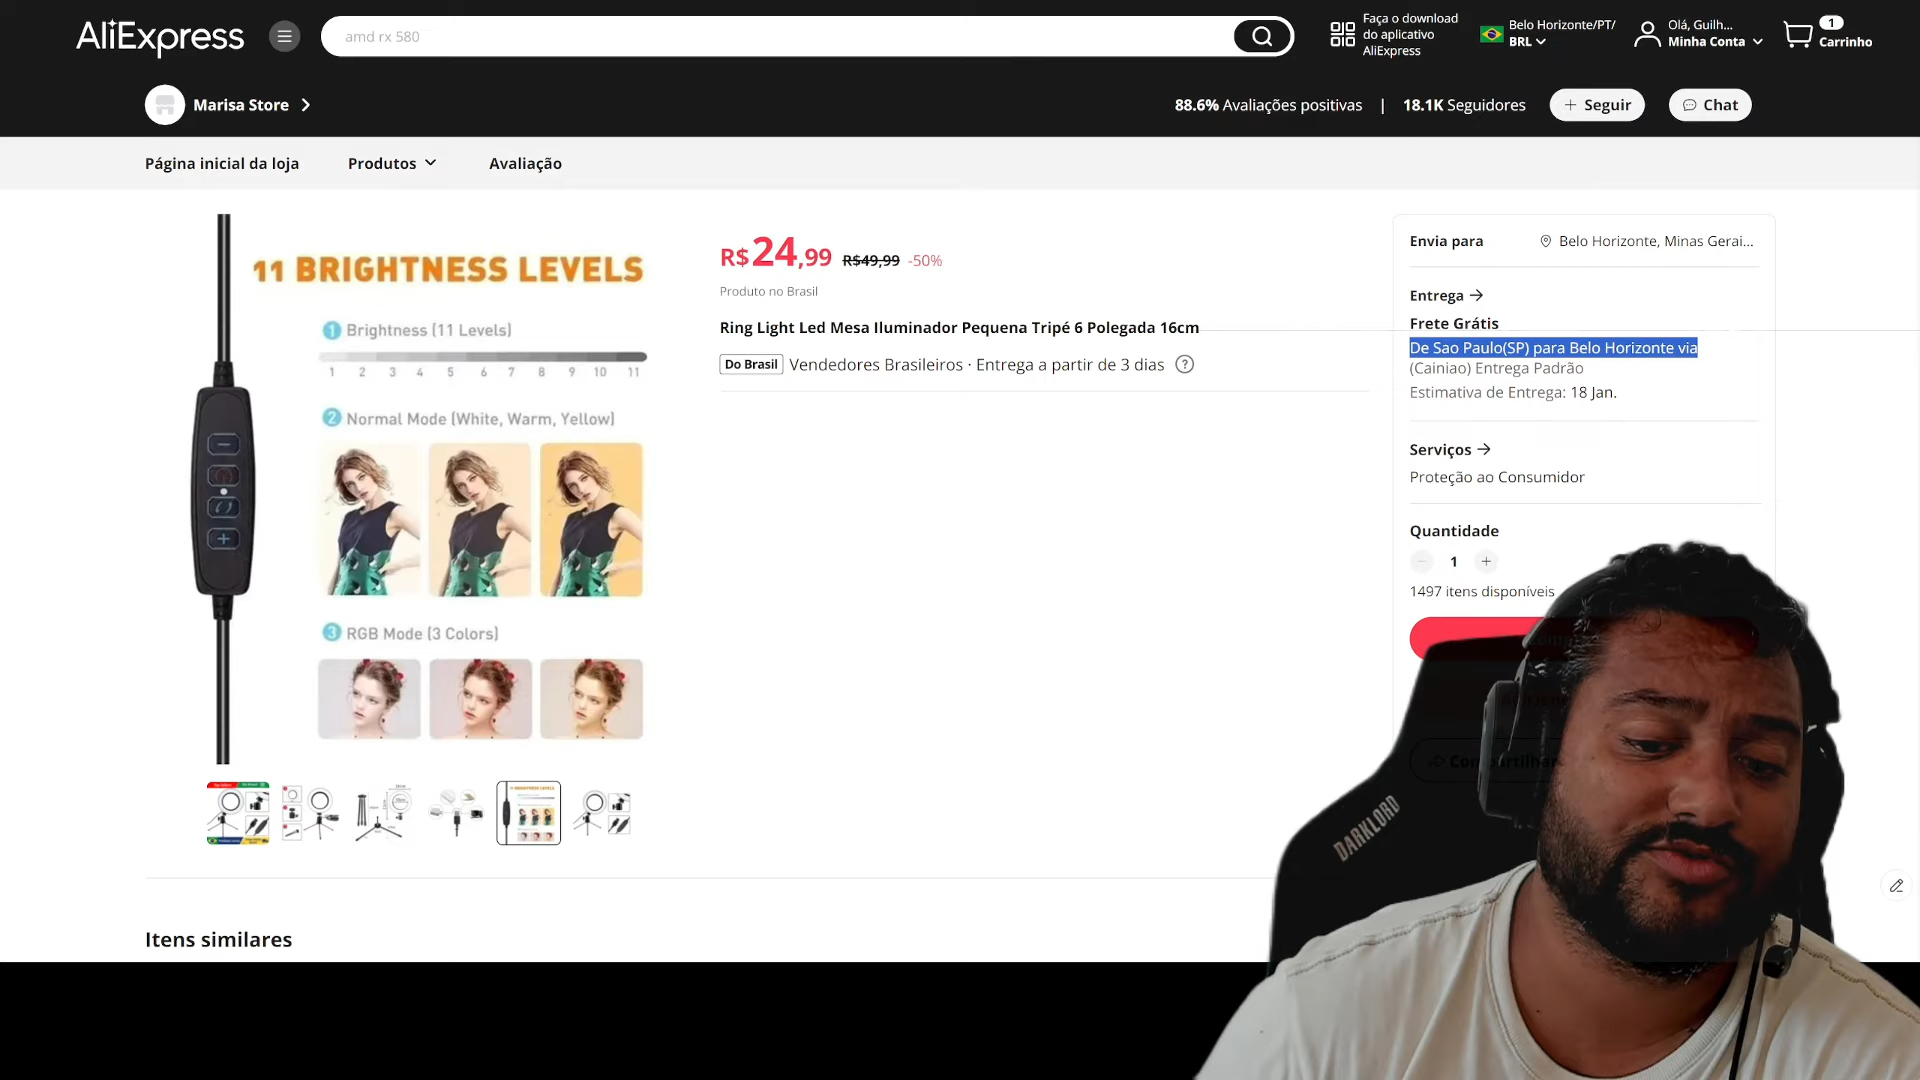 AliExpress
amd rx 580
Faça o download
do aplicativo
AliExpress
Belo Horizonte/PT/
BRL
Olá, Guilh...
Minha Conta
1
Carrinho
Marisa Store
88.6% Avaliações positivas | 18.1K Seguidores
+ Seguir
Chat
Página inicial da loja
Produtos
Avaliação
11 BRIGHTNESS LEVELS
1 Brightness (11 Levels)
1 2 3 4 5 6 7 8 9 10 11
2 Normal Mode (White, Warm, Yellow)
3 RGB Mode (3 Colors)
R$24,99 R$49,99 -50%
Produto no Brasil
Ring Light Led Mesa Iluminador Pequena Tripé 6 Polegada 16cm
Do Brasil Vendedores Brasileiros · Entrega a partir de 3 dias
Envia para
Belo Horizonte, Minas Gerai...
Entrega
Frete Grátis
De Sao Paulo(SP) para Belo Horizonte via
(Cainiao) Entrega Padrão
Estimativa de Entrega: 18 Jan.
Serviços
Proteção ao Consumidor
Quantidade
1
1497 itens disponíveis
Compartilhar
DARKLORD
Itens similares